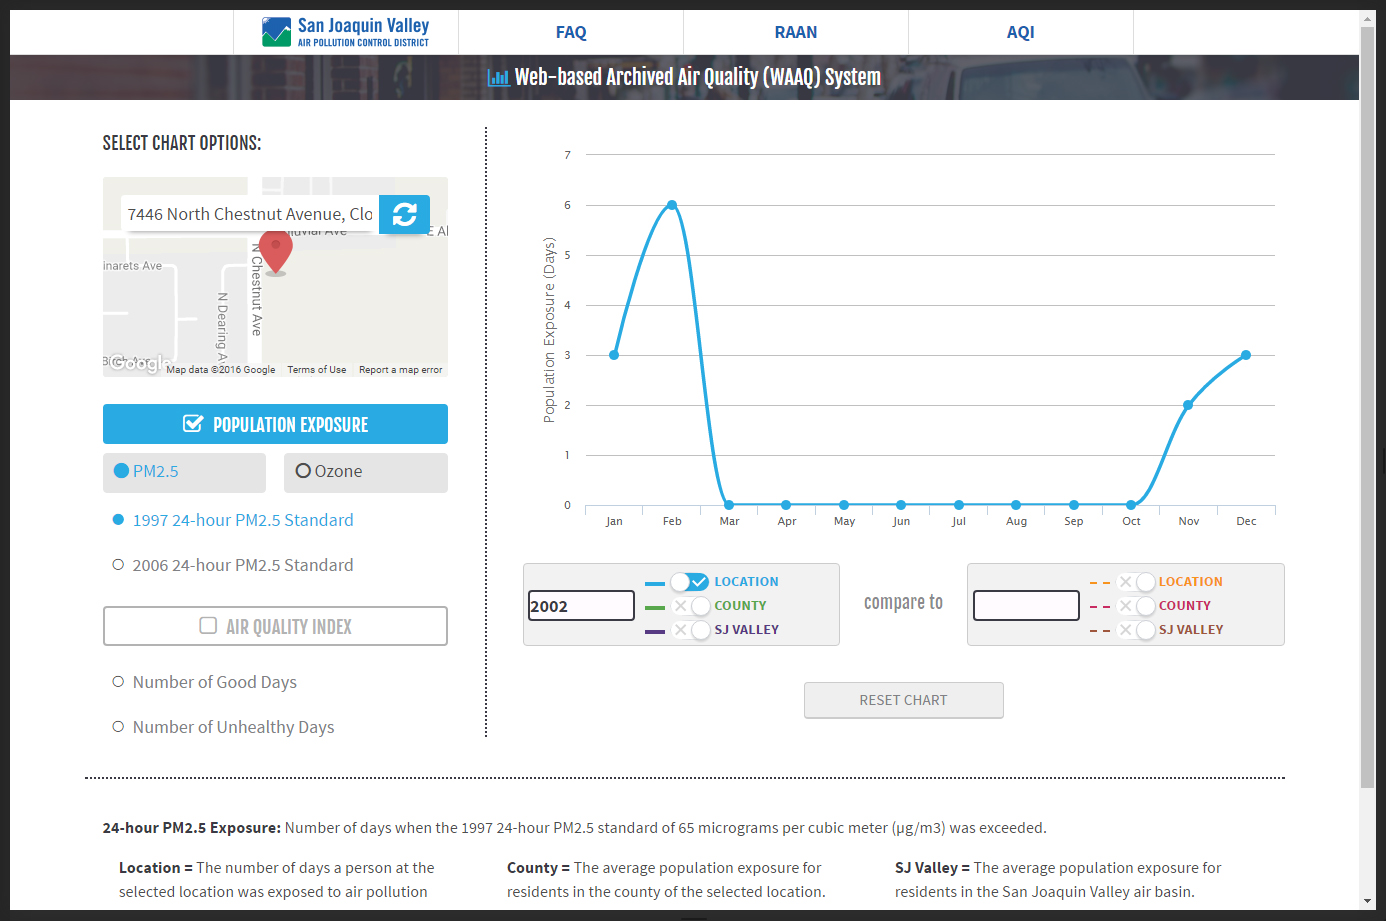 San Joaquin Valley
AIR POLLUTION CONTROL DISTRICT
FAQ
RAAN
AQI
Web-based Archived Air Quality (WAAQ) System
SELECT CHART OPTIONS:
7446 North Chestnut Avenue, Clo
E Al
inarets Ave
N Chestnut Ave
N Dearing A
Google
Map data ©2016 Google
Terms of Use
Report a map error
POPULATION EXPOSURE
PM2.5
Ozone
1997 24-hour PM2.5 Standard
2006 24-hour PM2.5 Standard
AIR QUALITY INDEX
Number of Good Days
Number of Unhealthy Days
Population Exposure (Days)
7
6
5
4
3
2
1
0
Jan Feb Mar Apr May Jun Jul Aug Sep Oct Nov Dec
2002
LOCATION
COUNTY
SJ VALLEY
compare to
LOCATION
COUNTY
SJ VALLEY
RESET CHART
24-hour PM2.5 Exposure: Number of days when the 1997 24-hour PM2.5 standard of 65 micrograms per cubic meter (µg/m3) was exceeded.
Location = The number of days a person at the
selected location was exposed to air pollution
County = The average population exposure for
residents in the county of the selected location.
SJ Valley = The average population exposure for
residents in the San Joaquin Valley air basin.